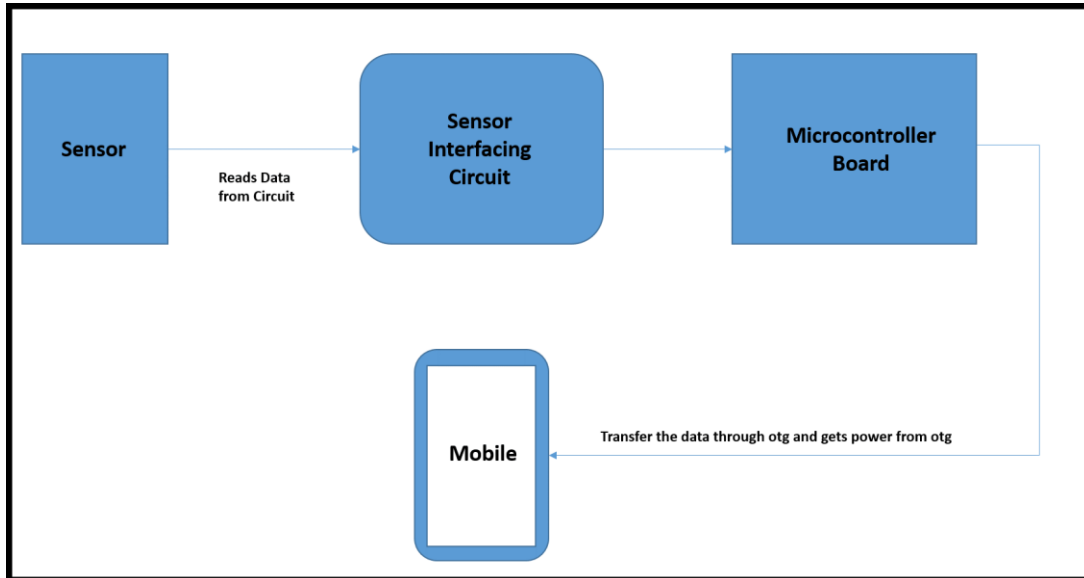 Sensor
Reads Data
from Circuit
Sensor
Interfacing
Circuit
Microcontroller
Board
Mobile
Transfer the data through otg and gets power from otg